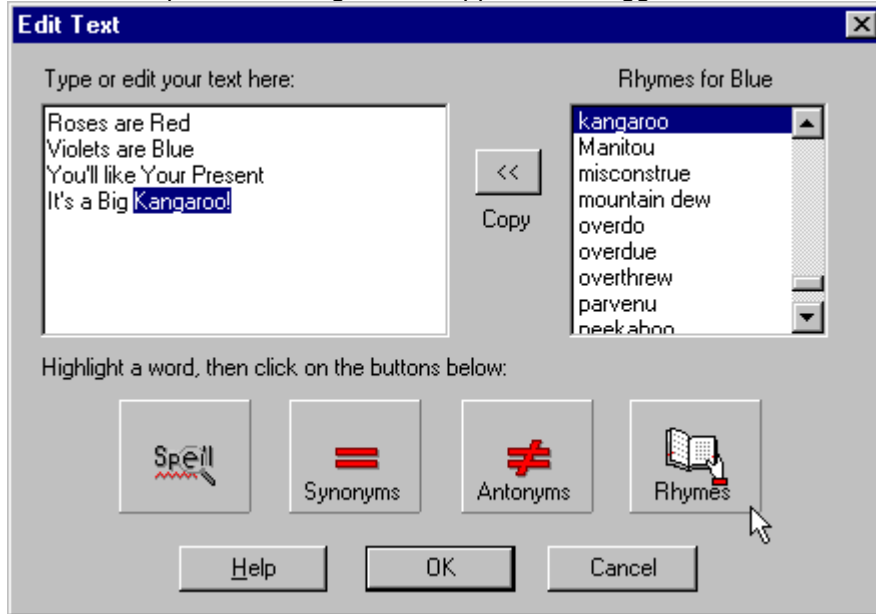 Edit Text
Type or edit your text here:
Rhymes for Blue
Roses are Red
Violets are Blue
You'll like Your Present
It's a Big Kangaroo!
<<
Copy
kangaroo
Manitou
misconstrue
mountain dew
overdo
overdue
overthrew
parvenu
peekaboo
Highlight a word, then click on the buttons below:
Spell
Synonyms
Antonyms
Rhymes
Help
OK
Cancel